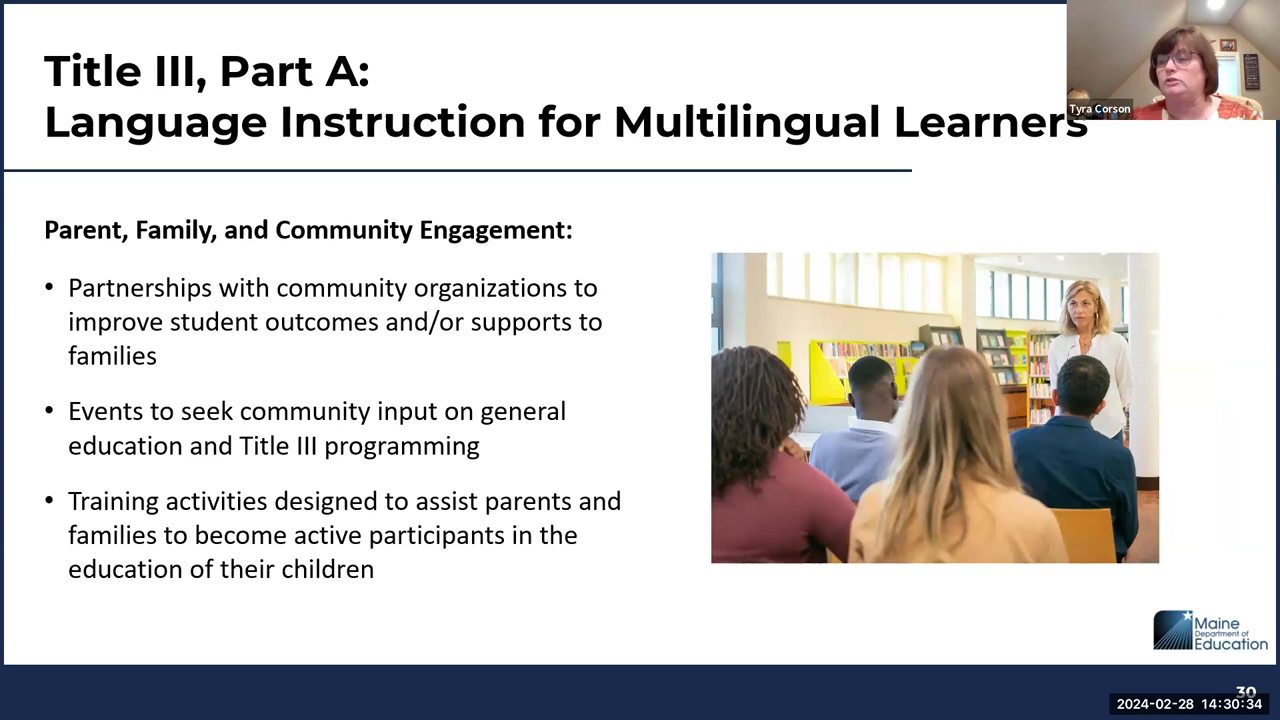 Title III, Part A:
Language Instruction for Multilingual Learners
Tyra Corson
Parent, Family, and Community Engagement:
• Partnerships with community organizations to
improve student outcomes and/or supports to
families
• Events to seek community input on general
education and Title III programming
• Training activities designed to assist parents and
families to become active participants in the
education of their children
Maine
Department of
Education
30
2024-02-28 14:30:34